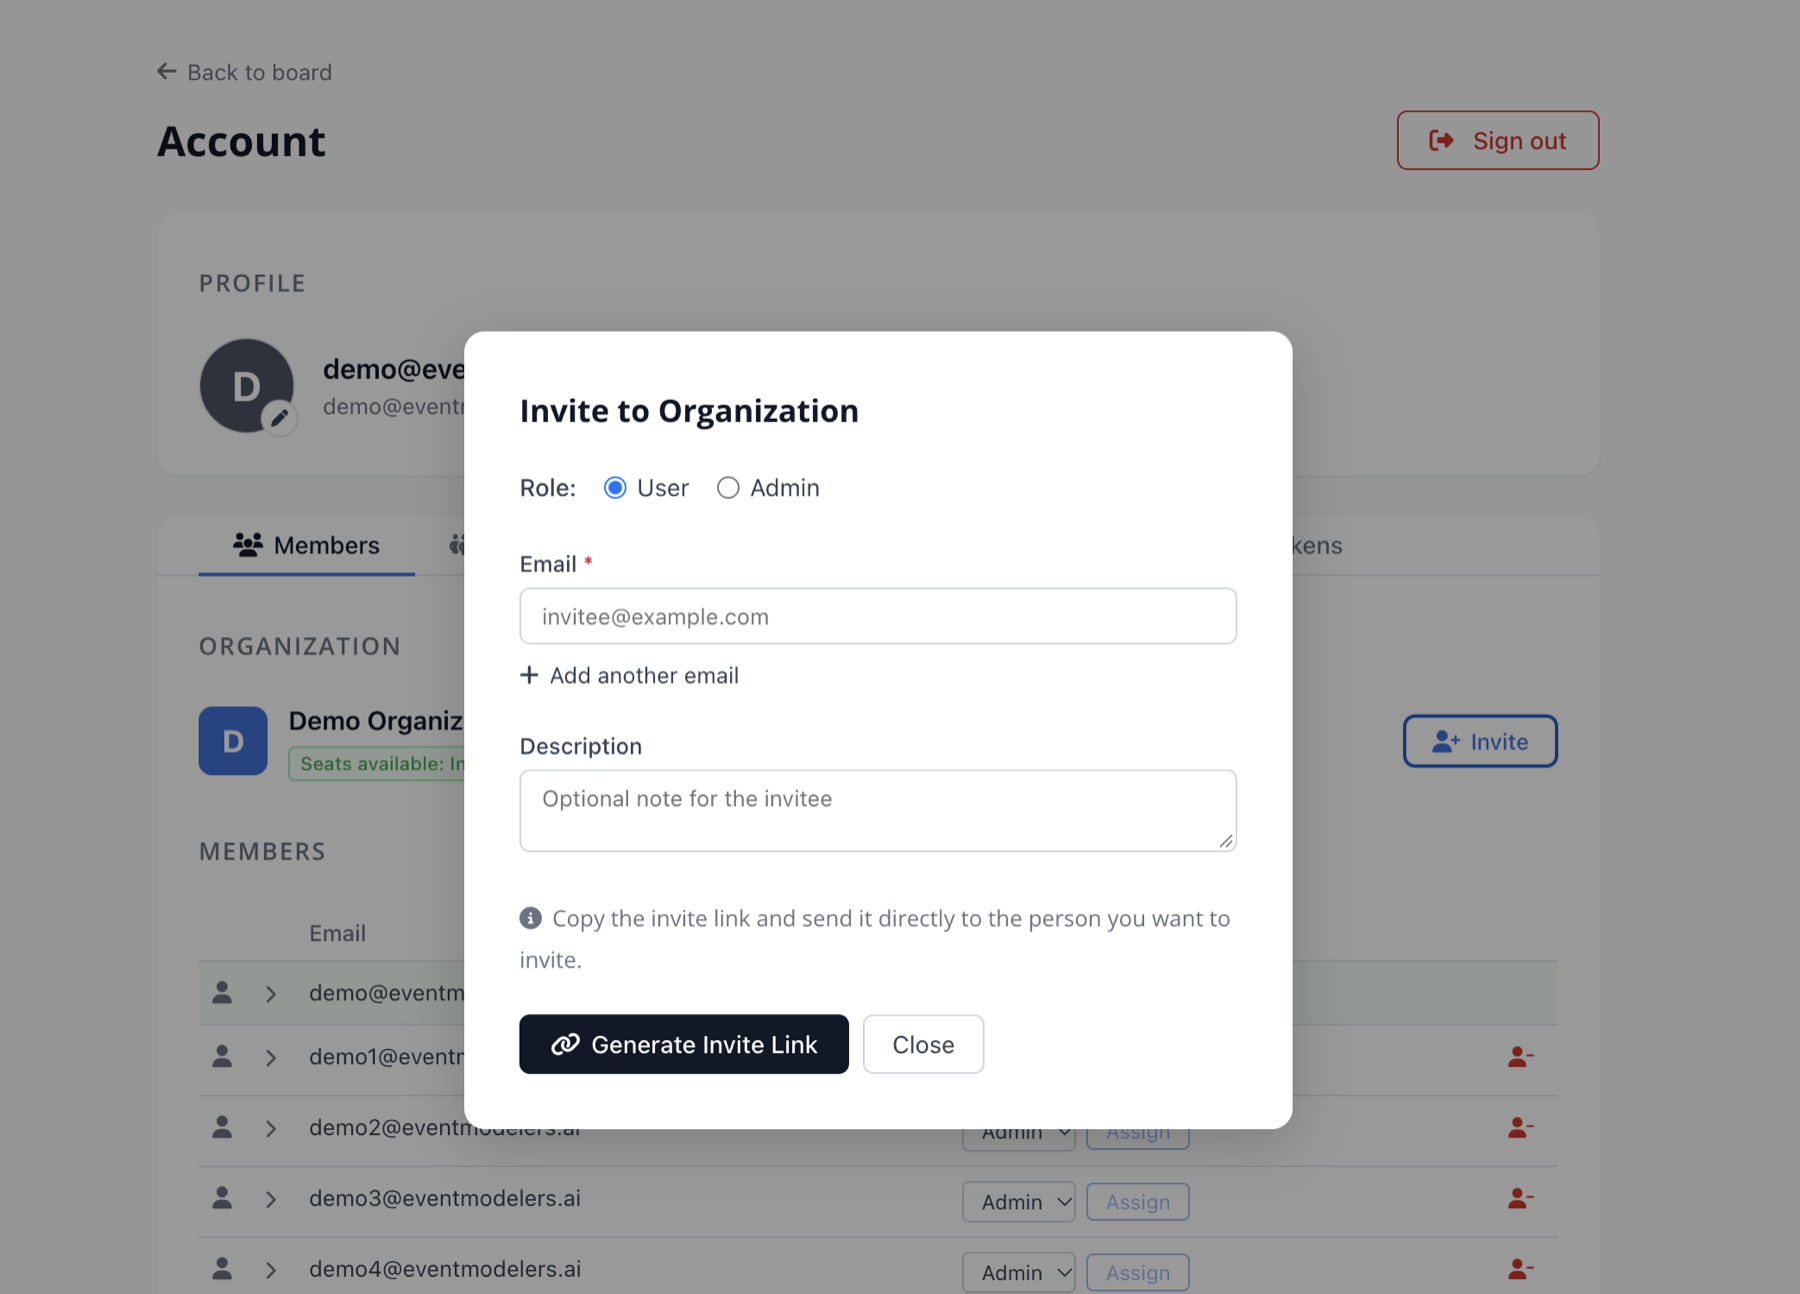 Back to board
Account
Sign out
PROFILE
D
demo@eve
demo@event
Invite to Organization
Role: User Admin
Members
kens
Email *
invitee@example.com
ORGANIZATION
Add another email
D
Demo Organiz
Seats available:
Invite
Description
Optional note for the invitee
MEMBERS
Copy the invite link and send it directly to the person you want to
invite.
Email
demo@eventm
Generate Invite Link Close
demo1@event
demo2@eventmodelers.ai
Admin Assign
demo3@eventmodelers.ai Admin Assign
demo4@eventmodelers.ai Admin Assign